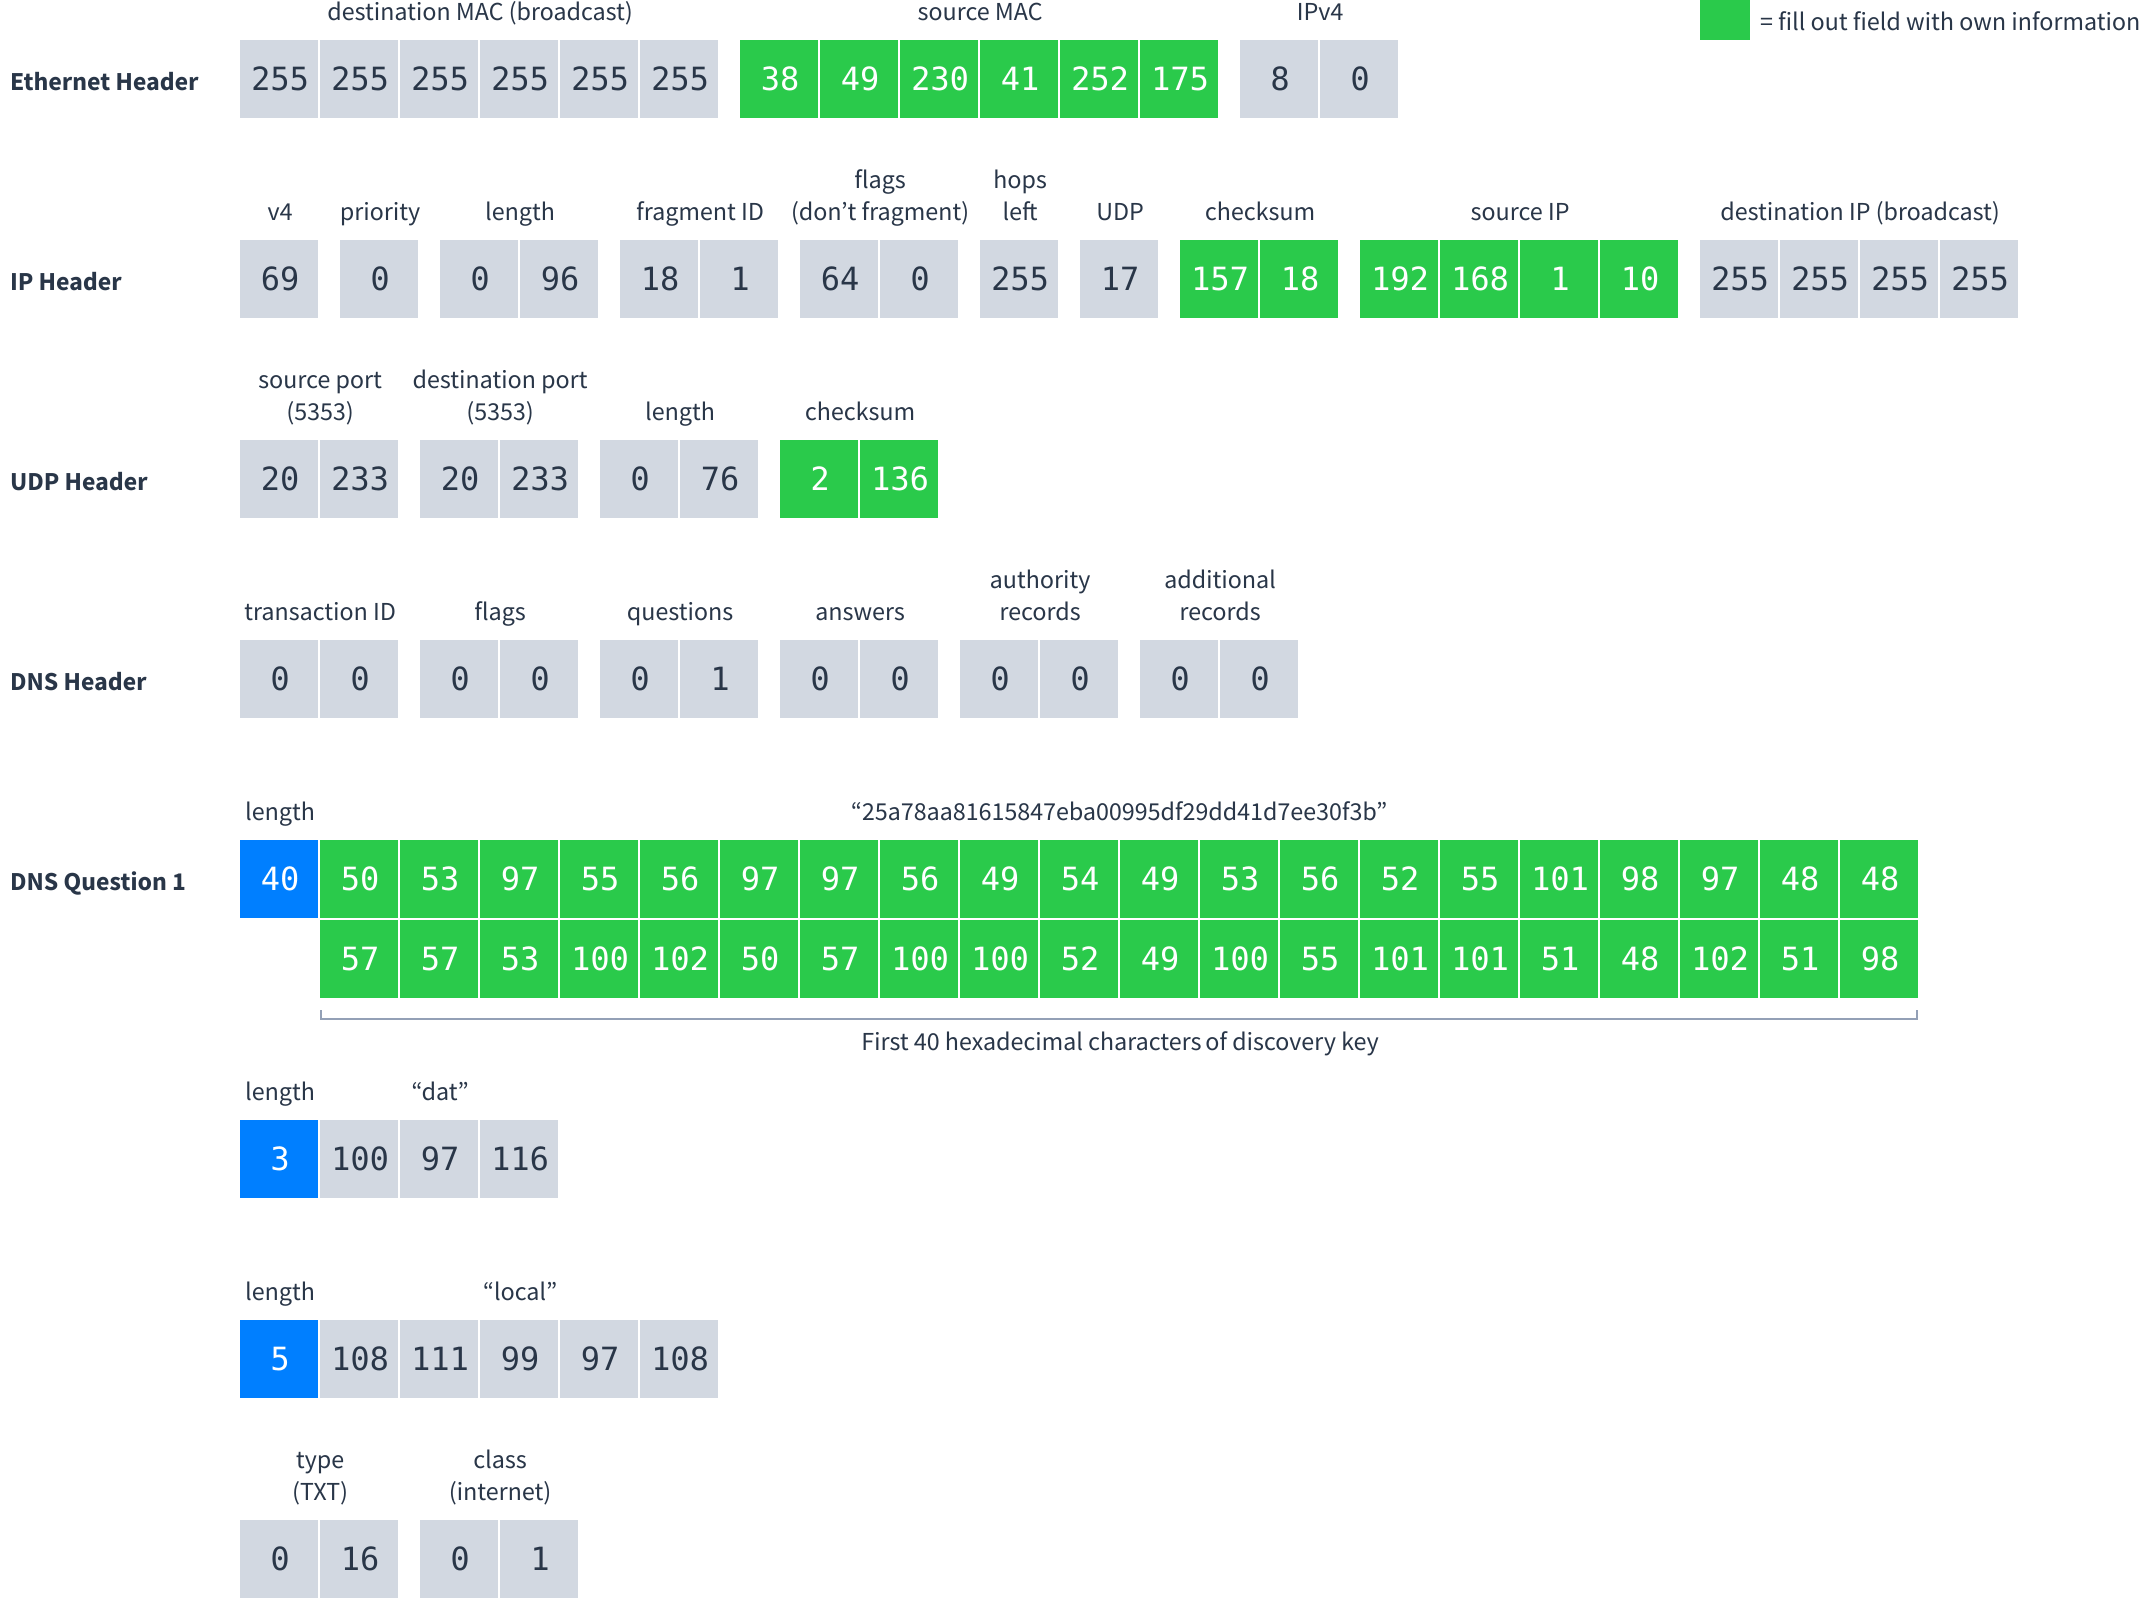 destination MAC (broadcast) source MAC IPv4
= fill out field with own information
Ethernet Header 255 255 255 255 255 255 38 49 230 41 252 175 8 0
flags hops
v4 priority length fragment ID (don’t fragment) left UDP checksum source IP destination IP (broadcast)
IP Header 69 0 0 96 18 1 64 0 255 17 157 18 192 168 1 10 255 255 255 255
source port destination port
(5353) (5353) length checksum
UDP Header 20 233 20 233 0 76 2 136
authority additional
transaction ID flags questions answers records records
DNS Header 0 0 0 0 0 1 0 0 0 0 0 0
length “25a78aa81615847eba00995df29dd41d7ee30f3b”
DNS Question 1 40 50 53 97 55 56 97 97 56 49 54 49 53 56 52 55 101 98 97 48 48
57 57 53 100 102 50 57 100 100 52 49 100 55 101 101 51 48 102 51 98
First 40 hexadecimal characters of discovery key
length “dat”
3 100 97 116
length “local”
5 108 111 99 97 108
type class
(TXT) (internet)
0 16 0 1